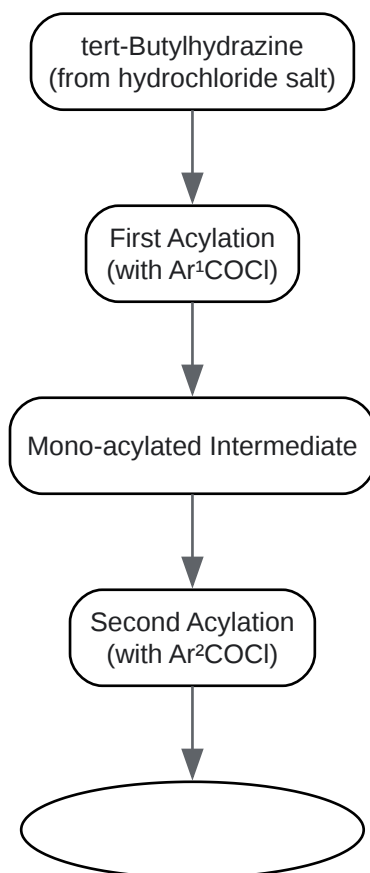 tert-Butylhydrazine
(from hydrochloride salt)
First Acylation
(with Ar¹COCl)
Mono-acylated Intermediate
Second Acylation
(with Ar²COCl)